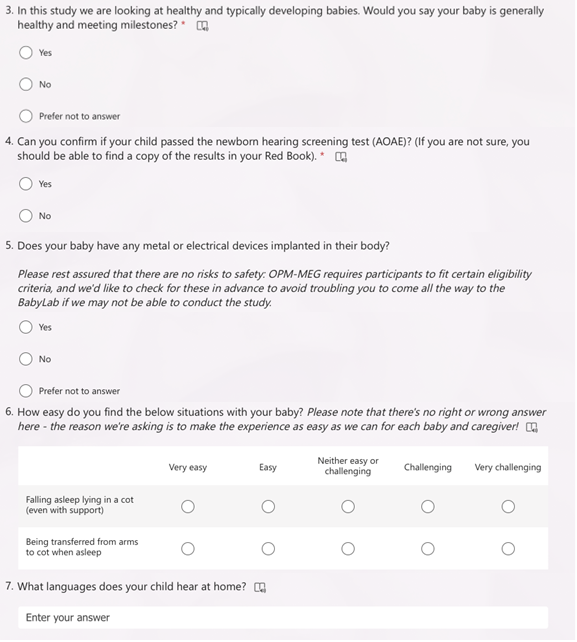 3. In this study we are looking at healthy and typically developing babies. Would you say your baby is generally
healthy and meeting milestones? *
Yes
No
Prefer not to answer
4. Can you confirm if your child passed the newborn hearing screening test (AOAE)? (If you are not sure, you
should be able to find a copy of the results in your Red Book). *
Yes
No
5. Does your baby have any metal or electrical devices implanted in their body?
Please rest assured that there are no risks to safety: OPM-MEG requires participants to fit certain eligibility
criteria, and we'd like to check for these in advance to avoid troubling you to come all the way to the
BabyLab if we may not be able to conduct the study.
Yes
No
Prefer not to answer
6. How easy do you find the below situations with your baby? Please note that there's no right or wrong answer
here - the reason we're asking is to make the experience as easy as we can for each baby and caregiver!
Very easy Easy Neither easy or challenging Challenging Very challenging
Falling asleep lying in a cot
(even with support)
Being transferred from arms
to cot when asleep
7. What languages does your child hear at home?
Enter your answer